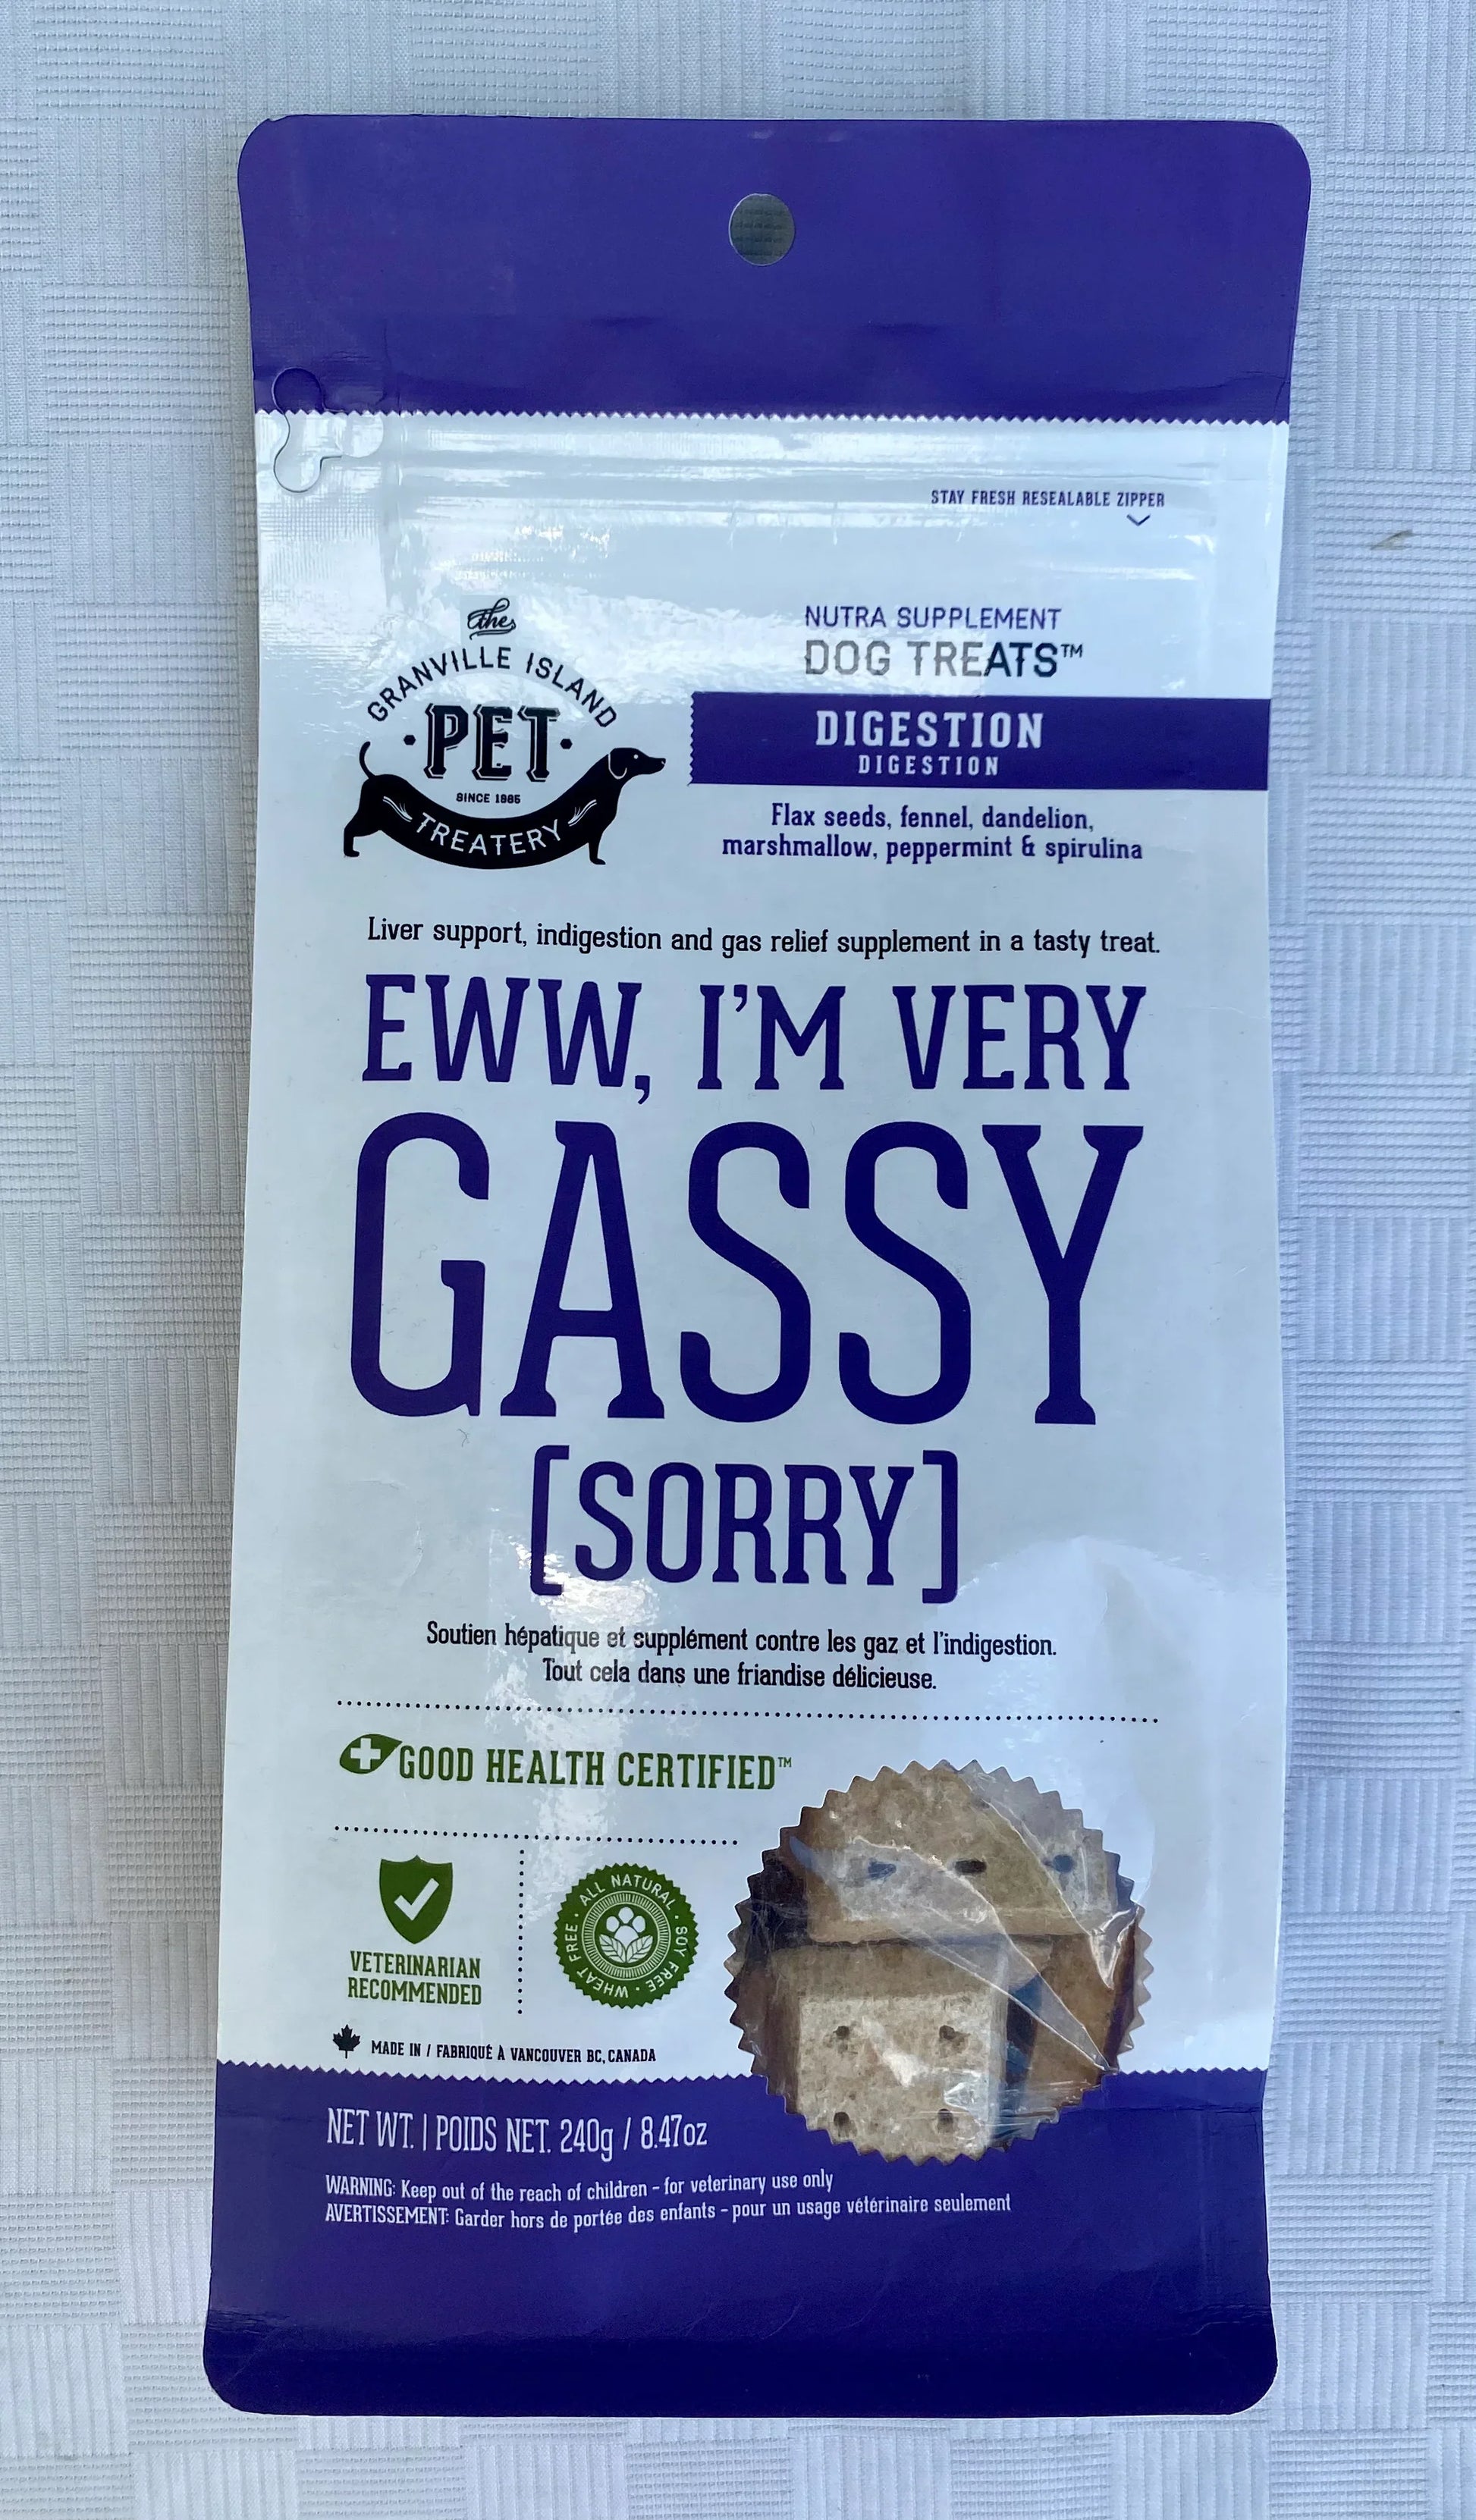 STAY FRESH RESEALABLE ZIPPER
the
GRANVILLE ISLAND
·PET·
SINCE 1985
TREATERY
NUTRA SUPPLEMENT
DOG TREATS™
DIGESTION
DIGESTION
Flax seeds, fennel, dandelion,
marshmallow, peppermint & spirulina
Liver support, indigestion and gas relief supplement in a tasty treat.
EWW, I'M VERY
GASSY
[SORRY]
Soutien hépatique et supplément contre les gaz et l'indigestion.
Tout cela dans une friandise délicieuse.
GOOD HEALTH CERTIFIED™
VETERINARIAN
RECOMMENDED
ALL NATURAL · SOY FREE · WHEAT FREE ·
MADE IN / FABRIQUÉ À VANCOUVER BC, CANADA
NET WT. | POIDS NET. 240g / 8.47oz
WARNING: Keep out of the reach of children - for veterinary use only
AVERTISSEMENT: Garder hors de portée des enfants - pour un usage vétérinaire seulement